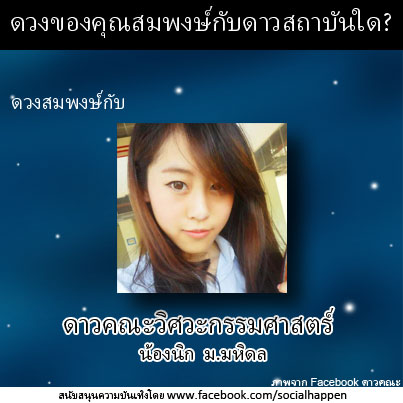 ดวงของคุณสมพงษ์กับดาวสถาบันใด?
ดวงสมพงษ์กับ
ดาวคณะวิศวะกรรมศาสตร์
น้องนิก ม.มหิดล
ภาพจาก Facebook ดาวคณะ
สนับสนุนความบันเทิงโดย www.facebook.com/socialhappen